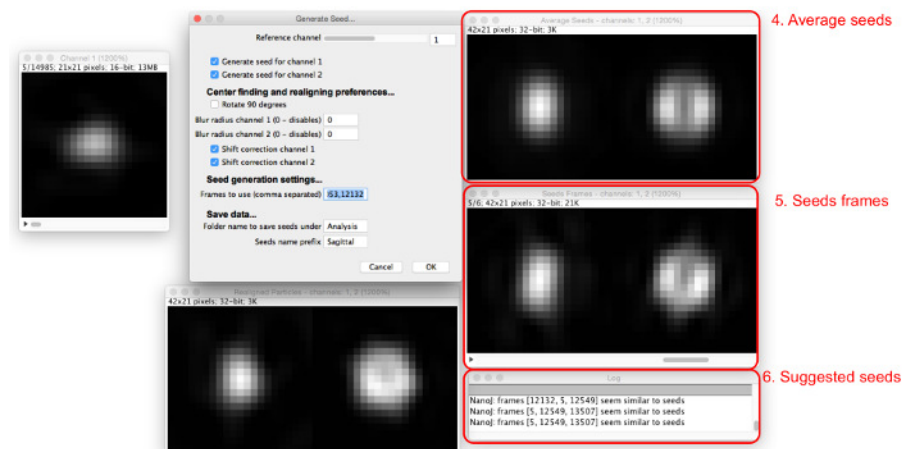 Generate Seed...
Reference channel
1
Generate seed for channel 1
Generate seed for channel 2
Center finding and realigning preferences...
Rotate 90 degrees
Blur radius channel 1 (0 - disables) 0
Blur radius channel 2 (0 - disables) 0
Shift correction channel 1
Shift correction channel 2
Seed generation settings...
Frames to use (comma separated) 53,12132
Save data...
Folder name to save seeds under Analysis
Seeds name prefix Sagittal
Cancel OK
Channel 1 (1200%)
5/14985; 21x21 pixels; 16-bit; 13MB
Realigned Particles - channels: 1, 2 (1200%)
42x21 pixels; 32-bit; 3K
Average Seeds - channels: 1, 2 (1200%)
42x21 pixels; 32-bit; 3K
4. Average seeds
Seeds Frames - channels: 1, 2 (1200%)
5/6; 42x21 pixels; 32-bit; 21K
5. Seeds frames
Log
NanoJ: frames [12132, 5, 12549] seem similar to seeds
NanoJ: frames [5, 12549, 13507] seem similar to seeds
NanoJ: frames [5, 12549, 13507] seem similar to seeds
6. Suggested seeds